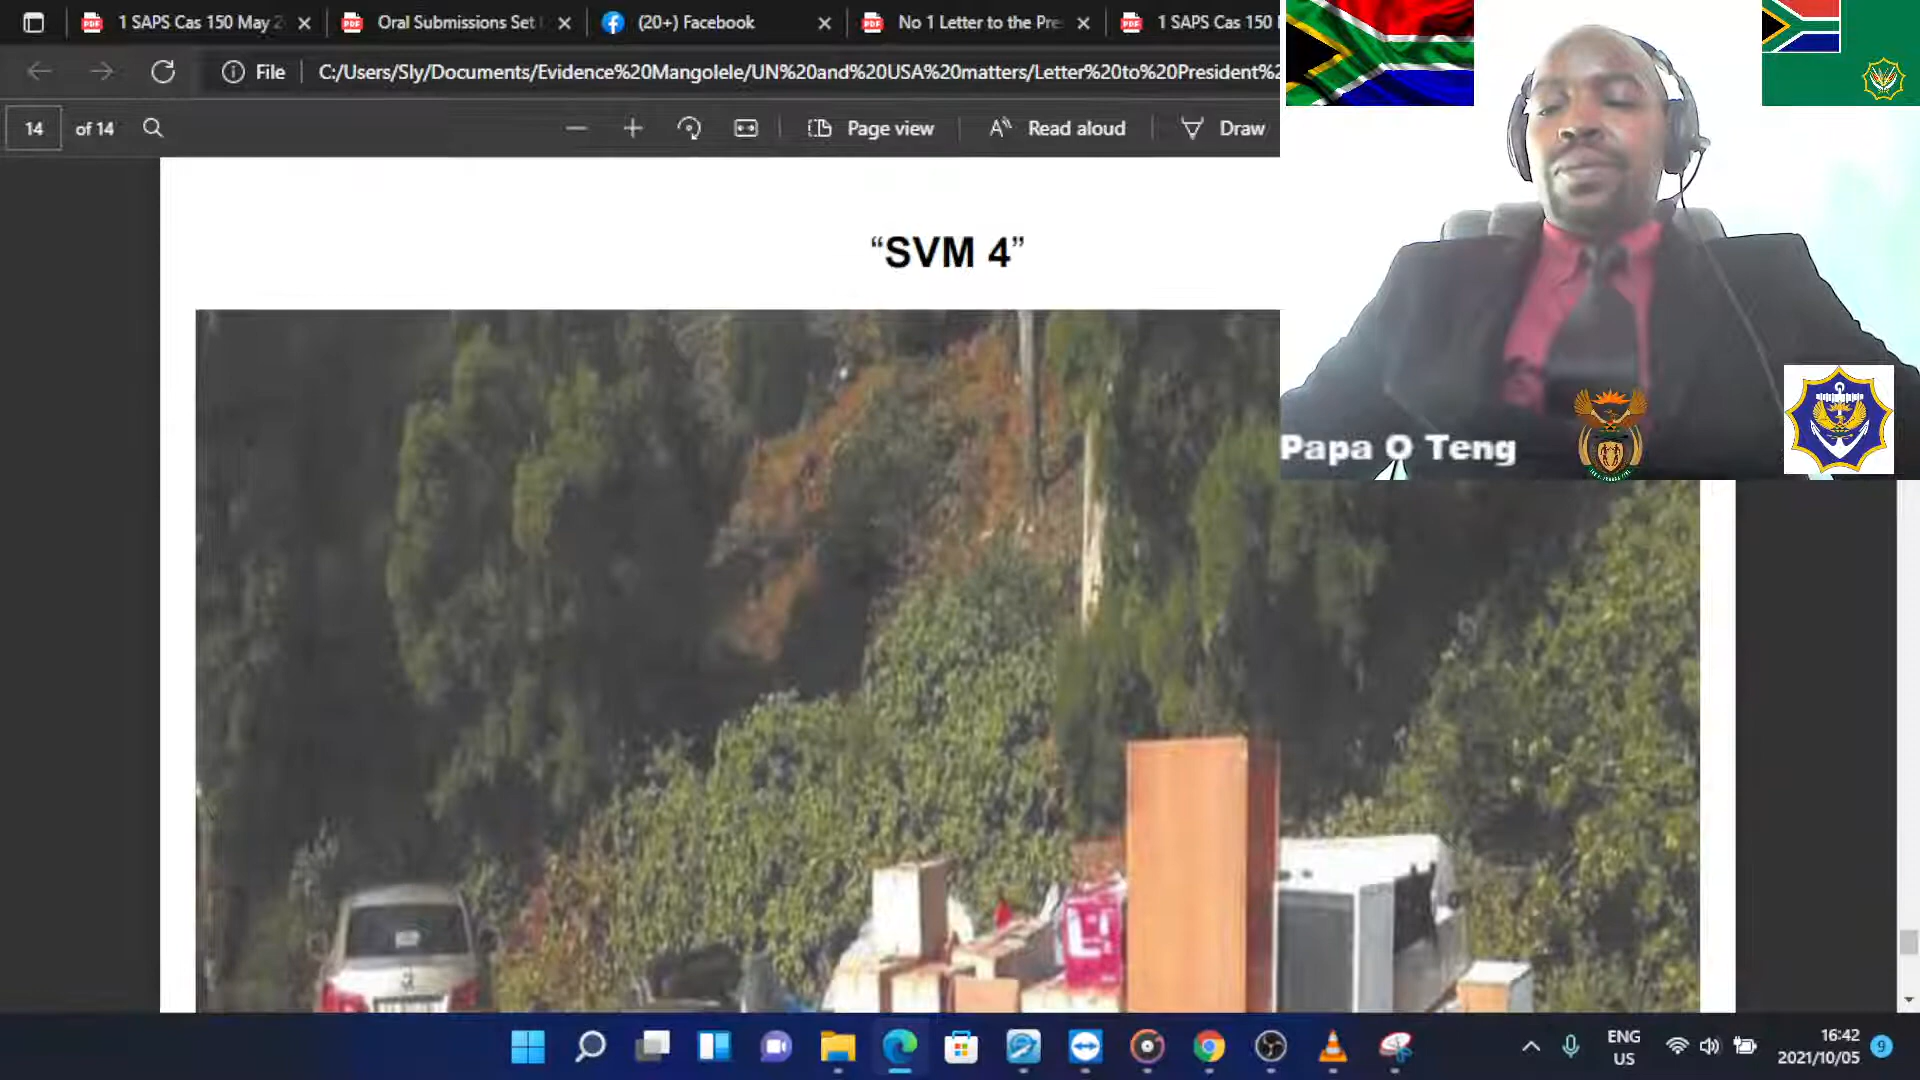 1 SAPS Cas 150 May 2
Oral Submissions Set
(20+) Facebook
No 1 Letter to the Pre
1 SAPS Cas 150
File
C:/Users/Sly/Documents/Evidence%20Mangolele/UN%20and%20USA%20matters/Letter%20to%20President%2
14 of 14
Page view
Read aloud
Draw
“SVM 4”
Papa O Teng
ENG
US
16:42
2021/10/05
9